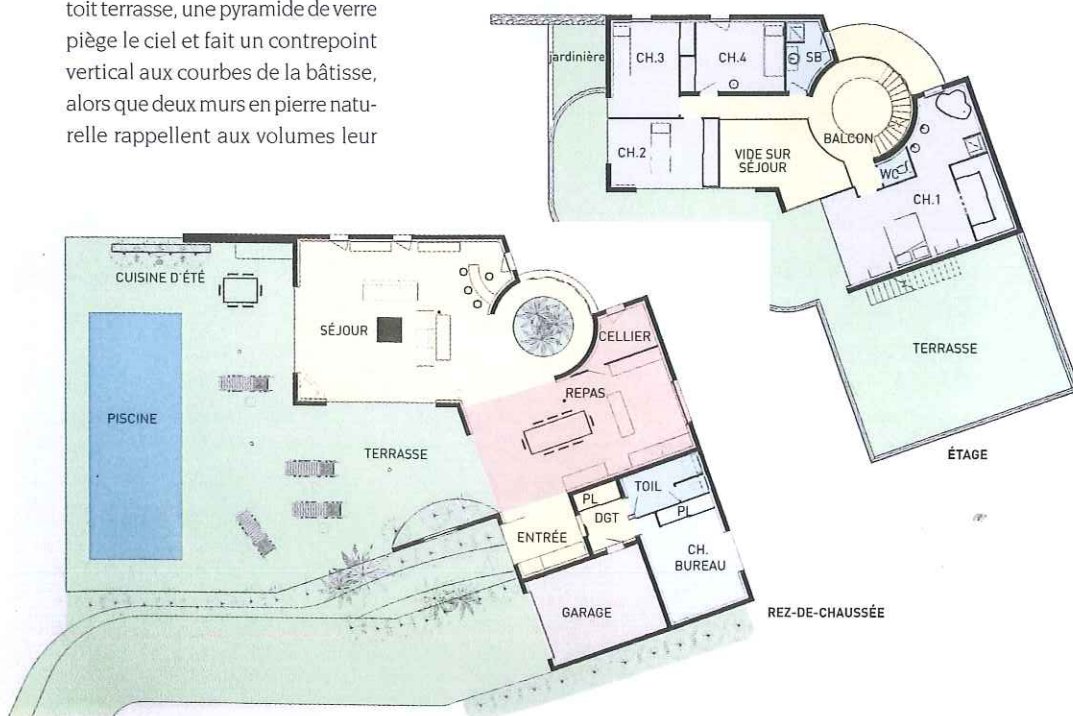 toit terrasse, une pyramide de verre
piège le ciel et fait un contrepoint
vertical aux courbes de la bâtisse,
alors que deux murs en pierre natu-
relle rappellent aux volumes leur
jardinière
CH.3
CH.4
SB
CH.2
VIDE SUR
SÉJOUR
BALCON
WC
CH.1
TERRASSE
ÉTAGE
CUISINE D'ÉTÉ
SÉJOUR
PISCINE
TERRASSE
CELLIER
REPAS
PL
TOIL
DGT
PL
ENTRÉE
CH.
BUREAU
GARAGE
REZ-DE-CHAUSSÉE